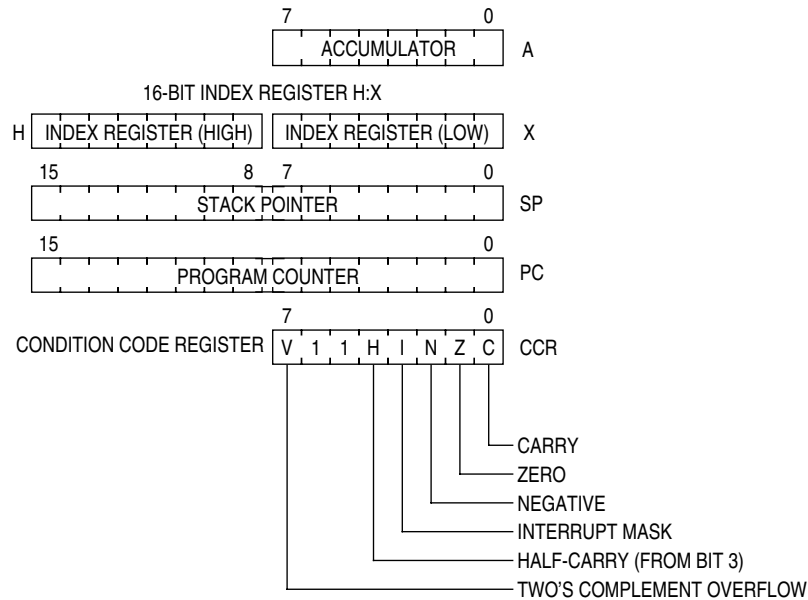 7 0
ACCUMULATOR A
16-BIT INDEX REGISTER H:X
H INDEX REGISTER (HIGH) INDEX REGISTER (LOW) X
15 8 7 0
STACK POINTER SP
15 0
PROGRAM COUNTER PC
7 0
CONDITION CODE REGISTER V 1 1 H I N Z C CCR
CARRY
ZERO
NEGATIVE
INTERRUPT MASK
HALF-CARRY (FROM BIT 3)
TWO'S COMPLEMENT OVERFLOW